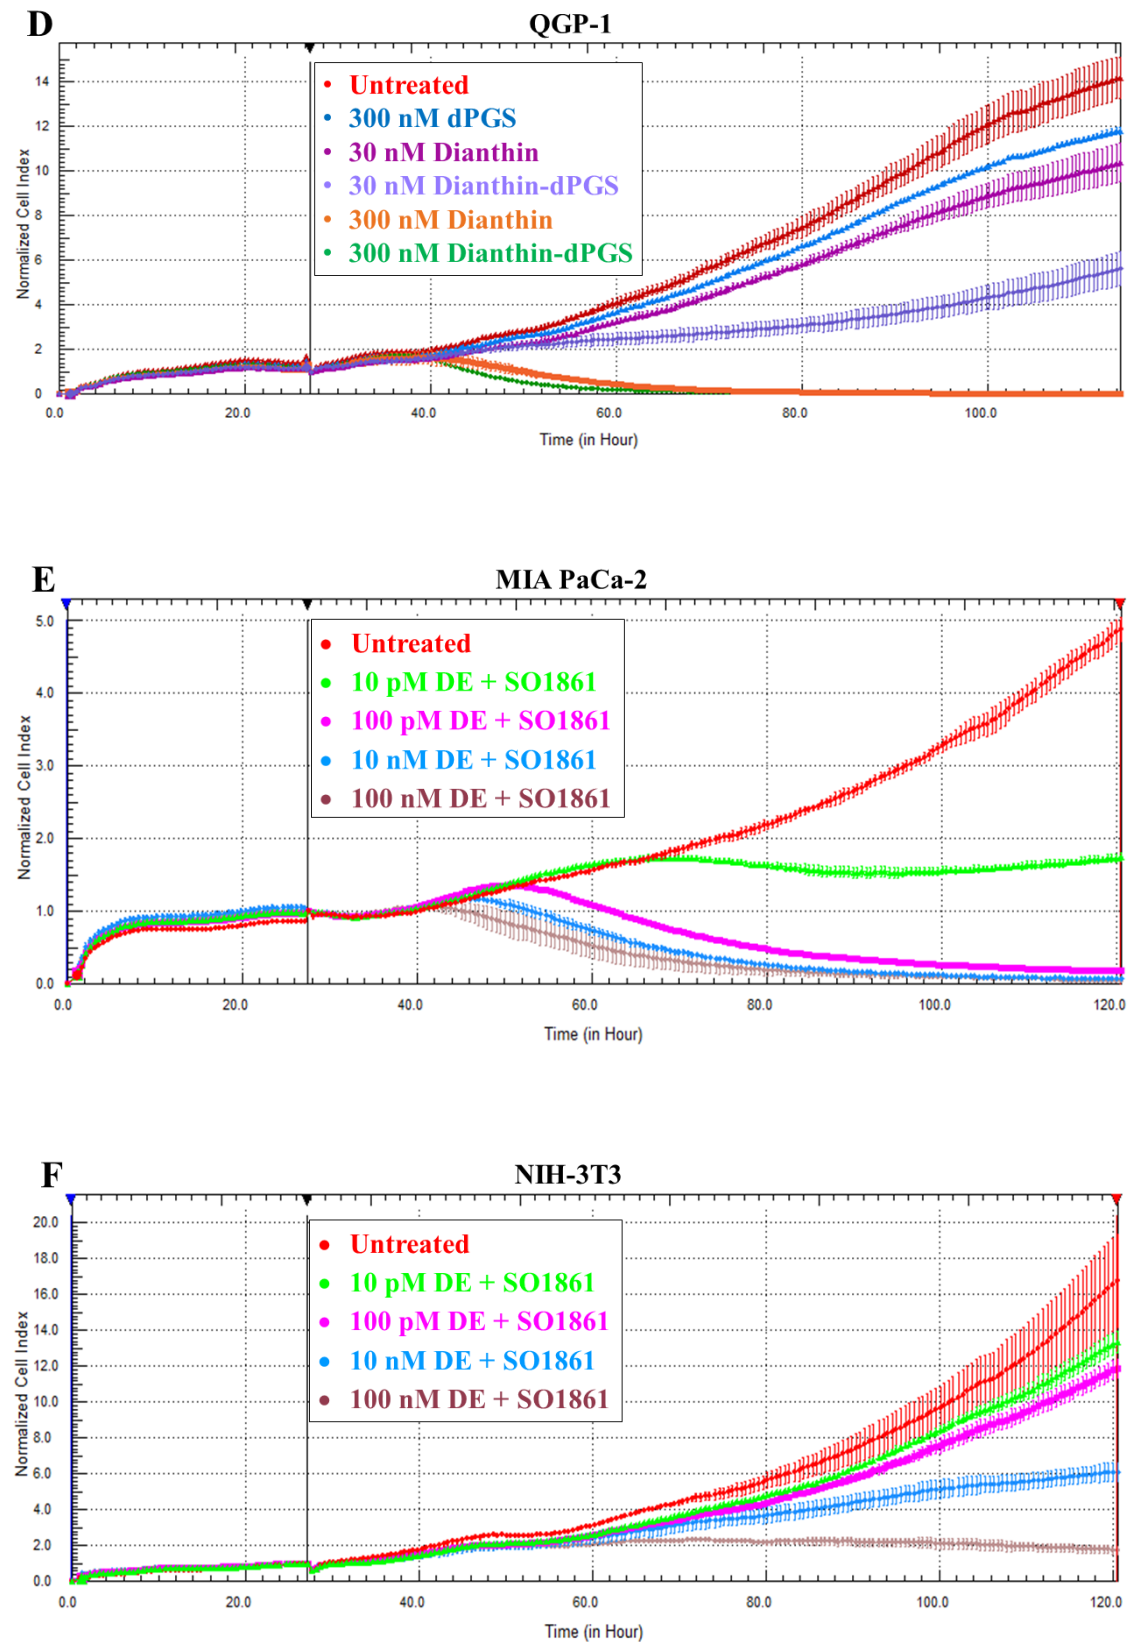 D
QGP-1
Normalized Cell Index
14
12
10
8
6
4
2
0
Untreated
300 nM dPGS
30 nM Dianthin
30 nM Dianthin-dPGS
300 nM Dianthin
300 nM Dianthin-dPGS
0.0 20.0 40.0 60.0 80.0 100.0
Time (in Hour)
E
MIA PaCa-2
Normalized Cell Index
5.0
4.0
3.0
2.0
1.0
0.0
Untreated
10 pM DE + SO1861
100 pM DE + SO1861
10 nM DE + SO1861
100 nM DE + SO1861
0.0 20.0 40.0 60.0 80.0 100.0 120.0
Time (in Hour)
F
NIH-3T3
Normalized Cell Index
20.0
18.0
16.0
14.0
12.0
10.0
8.0
6.0
4.0
2.0
0.0
Untreated
10 pM DE + SO1861
100 pM DE + SO1861
10 nM DE + SO1861
100 nM DE + SO1861
0.0 20.0 40.0 60.0 80.0 100.0 120.0
Time (in Hour)